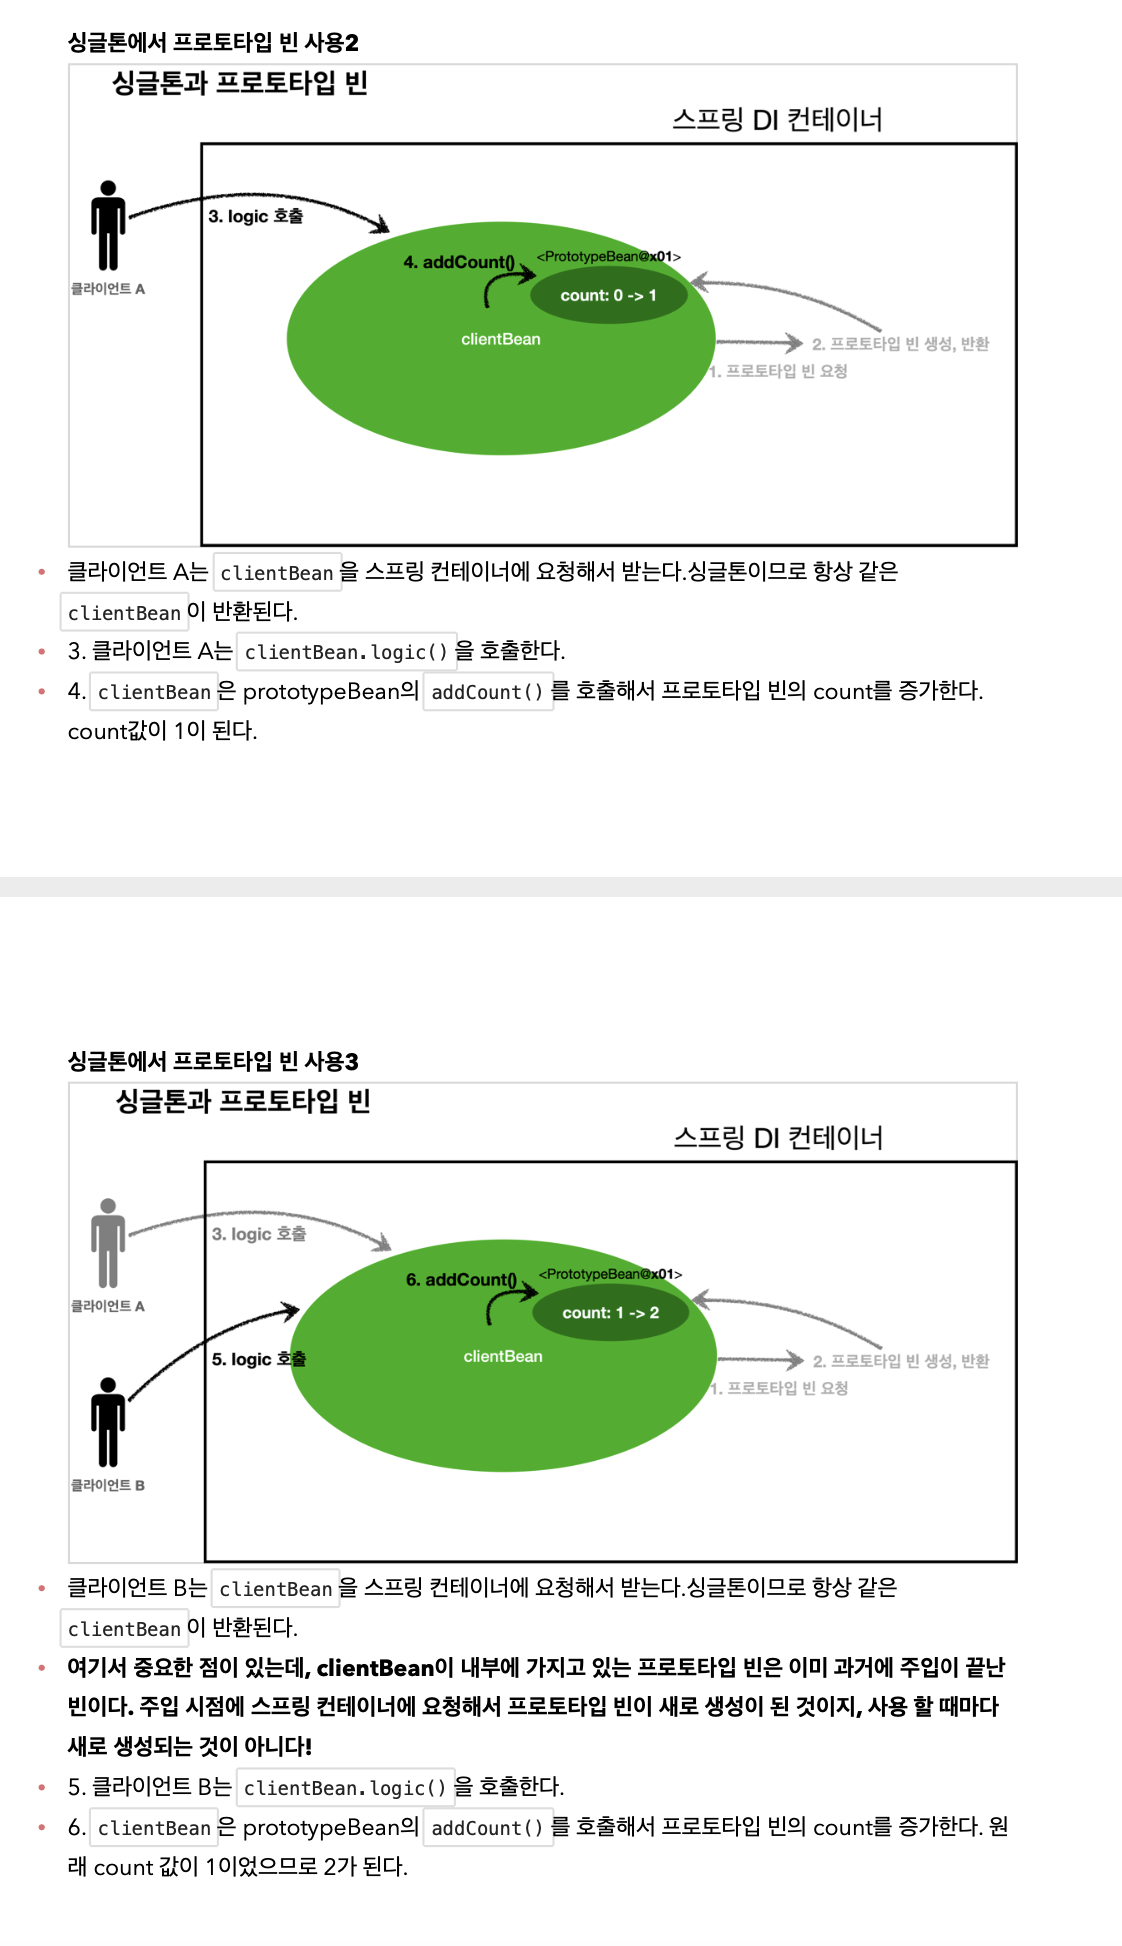 싱글톤에서 프로토타입 빈 사용2
싱글톤과 프로토타입 빈
스프링 DI 컨테이너
3. logic 호출
4. addCount()
<PrototypeBean@x01>
count: 0 -> 1
클라이언트 A
clientBean
2. 프로토타입 빈 생성, 반환
1. 프로토타입 빈 요청
• 클라이언트 A는 clientBean 을 스프링 컨테이너에 요청해서 받는다.싱글톤이므로 항상 같은
clientBean 이 반환된다.
• 3. 클라이언트 A는 clientBean.logic() 을 호출한다.
• 4. clientBean 은 prototypeBean의 addCount() 를 호출해서 프로토타입 빈의 count를 증가한다.
count값이 1이 된다.
싱글톤에서 프로토타입 빈 사용3
싱글톤과 프로토타입 빈
스프링 DI 컨테이너
3. logic 호출
6. addCount()
<PrototypeBean@x01>
클라이언트 A
count: 1 -> 2
5. logic 호출
clientBean
2. 프로토타입 빈 생성, 반환
1. 프로토타입 빈 요청
클라이언트 B
• 클라이언트 B는 clientBean 을 스프링 컨테이너에 요청해서 받는다.싱글톤이므로 항상 같은
clientBean 이 반환된다.
• 여기서 중요한 점이 있는데, clientBean이 내부에 가지고 있는 프로토타입 빈은 이미 과거에 주입이 끝난
빈이다. 주입 시점에 스프링 컨테이너에 요청해서 프로토타입 빈이 새로 생성이 된 것이지, 사용 할 때마다
새로 생성되는 것이 아니다!
• 5. 클라이언트 B는 clientBean.logic() 을 호출한다.
• 6. clientBean 은 prototypeBean의 addCount() 를 호출해서 프로토타입 빈의 count를 증가한다. 원
래 count 값이 1이었으므로 2가 된다.